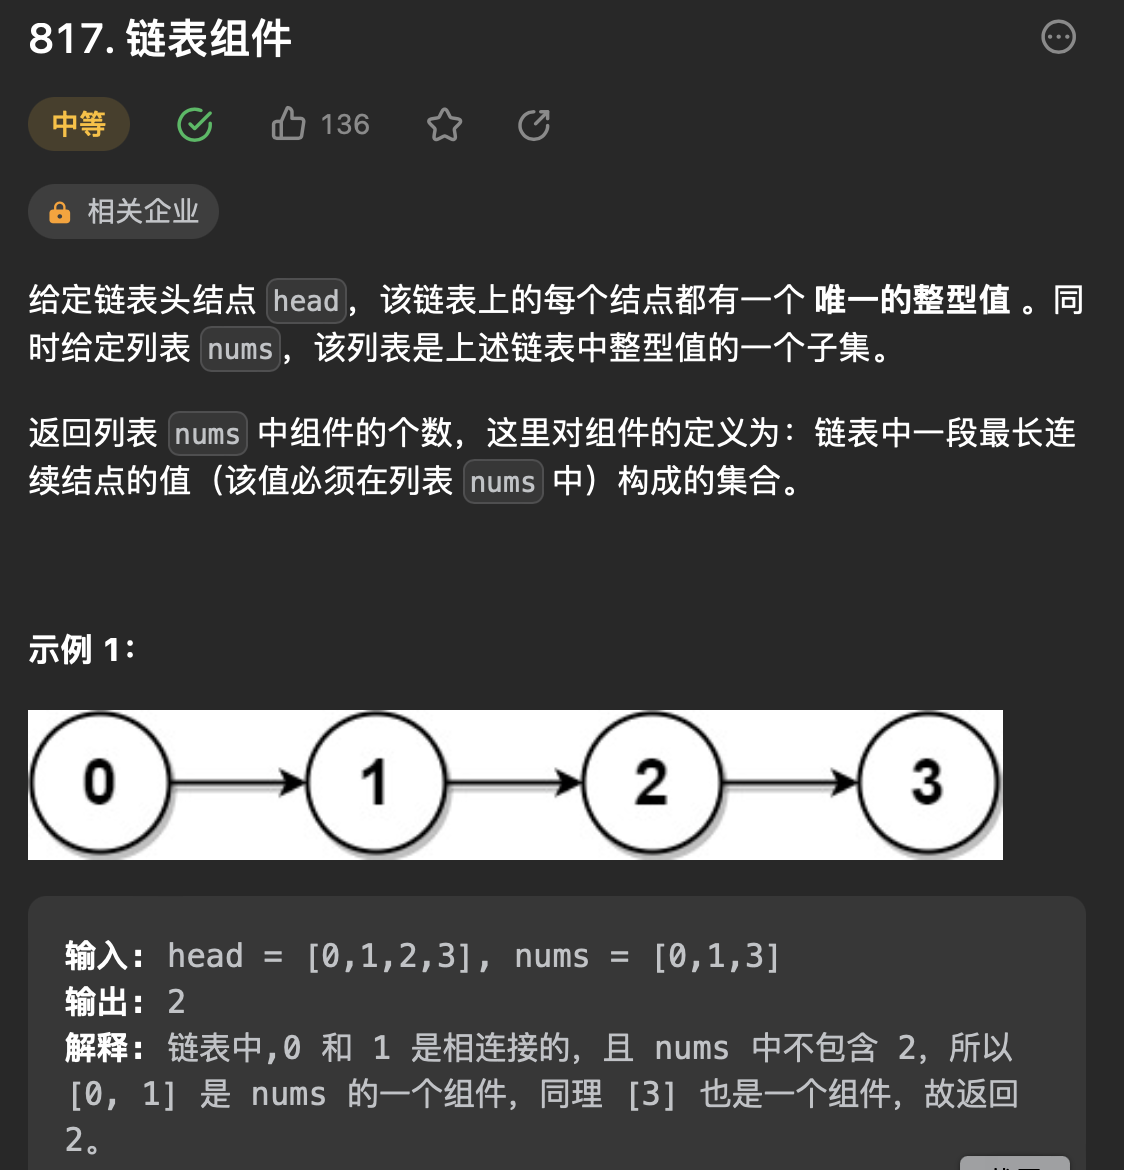 817. 链表组件
中等
136
相关企业
给定链表头结点 head，该链表上的每个结点都有一个 唯一的整型值 。同
时给定列表 nums，该列表是上述链表中整型值的一个子集。
返回列表 nums 中组件的个数，这里对组件的定义为：链表中一段最长连
续结点的值（该值必须在列表 nums 中）构成的集合。
示例 1：
0 1 2 3
输入: head = [0,1,2,3], nums = [0,1,3]
输出: 2
解释: 链表中,0 和 1 是相连接的，且 nums 中不包含 2，所以
[0, 1] 是 nums 的一个组件，同理 [3] 也是一个组件，故返回
2。